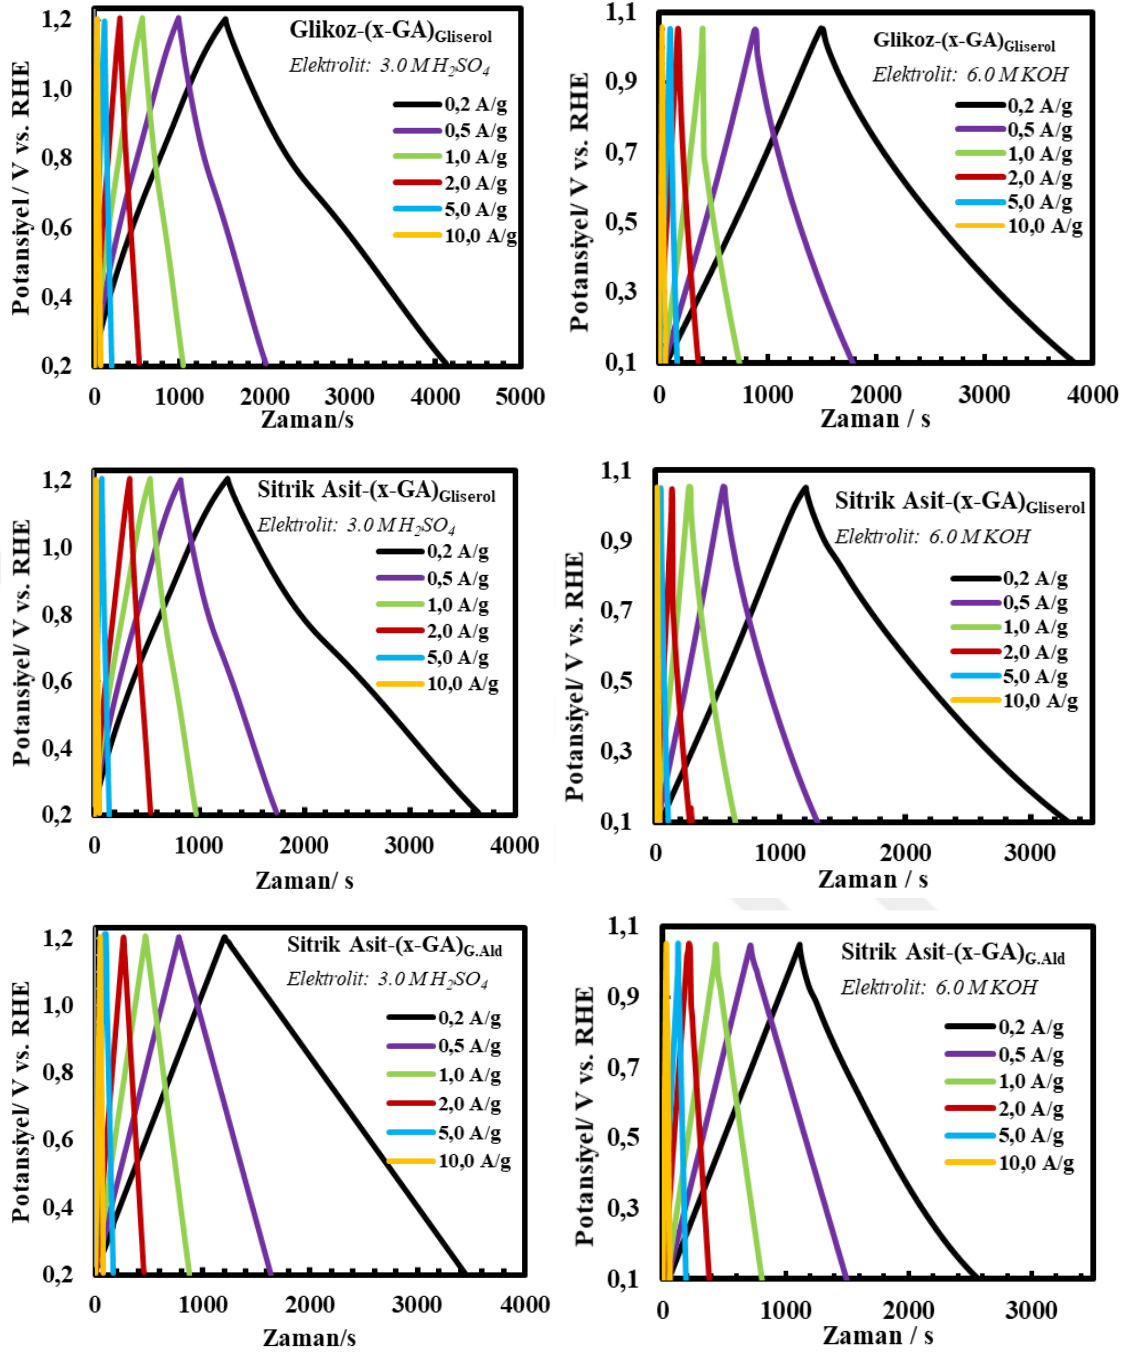 Glikoz-(x-GA)Gliserol
Elektrolit: 3.0 M H2SO4
0,2 A/g
0,5 A/g
1,0 A/g
2,0 A/g
5,0 A/g
10,0 A/g
Potansiyel/ V vs. RHE
1,2
1,0
0,8
0,6
0,4
0,2
0 1000 2000 3000 4000 5000
Zaman/s
Glikoz-(x-GA)Gliserol
Elektrolit: 6.0 M KOH
0,2 A/g
0,5 A/g
1,0 A/g
2,0 A/g
5,0 A/g
10,0 A/g
Potansiyel/ V vs. RHE
1,1
0,9
0,7
0,5
0,3
0,1
0 1000 2000 3000 4000
Zaman / s
Sitrik Asit-(x-GA)Gliserol
Elektrolit: 3.0 M H2SO4
0,2 A/g
0,5 A/g
1,0 A/g
2,0 A/g
5,0 A/g
10,0 A/g
Potansiyel/ V vs. RHE
1,2
1,0
0,8
0,6
0,4
0,2
0 1000 2000 3000 4000
Zaman/ s
Sitrik Asit-(x-GA)Gliserol
Elektrolit: 6.0 M KOH
0,2 A/g
0,5 A/g
1,0 A/g
2,0 A/g
5,0 A/g
10,0 A/g
Potansiyel/ V vs. RHE
1,1
0,9
0,7
0,5
0,3
0,1
0 1000 2000 3000
Zaman / s
Sitrik Asit-(x-GA)G.Ald
Elektrolit: 3.0 M H2SO4
0,2 A/g
0,5 A/g
1,0 A/g
2,0 A/g
5,0 A/g
10,0 A/g
Potansiyel/ V vs. RHE
1,2
1,0
0,8
0,6
0,4
0,2
0 1000 2000 3000 4000
Zaman/s
Sitrik Asit-(x-GA)G.Ald
Elektrolit: 6.0 M KOH
0,2 A/g
0,5 A/g
1,0 A/g
2,0 A/g
5,0 A/g
10,0 A/g
Potansiyel/ V vs. RHE
1,1
0,9
0,7
0,5
0,3
0,1
0 1000 2000 3000
Zaman / s